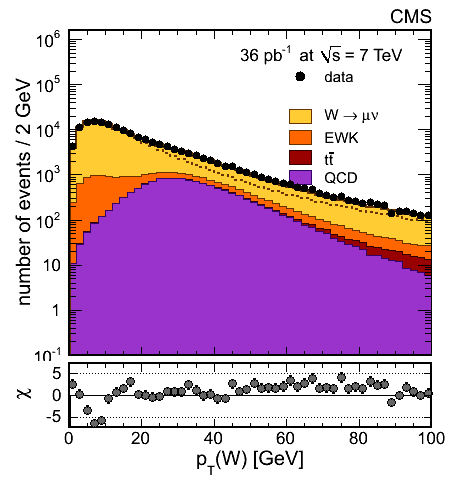 CMS
10⁶
36 pb⁻¹ at √s = 7 TeV
data
10⁵
W → μν
EWK
tt̄
QCD
10⁴
10³
10²
10
1
10⁻¹
number of events / 2 GeV
5
0
-5
χ
0 20 40 60 80 100
p_T(W) [GeV]